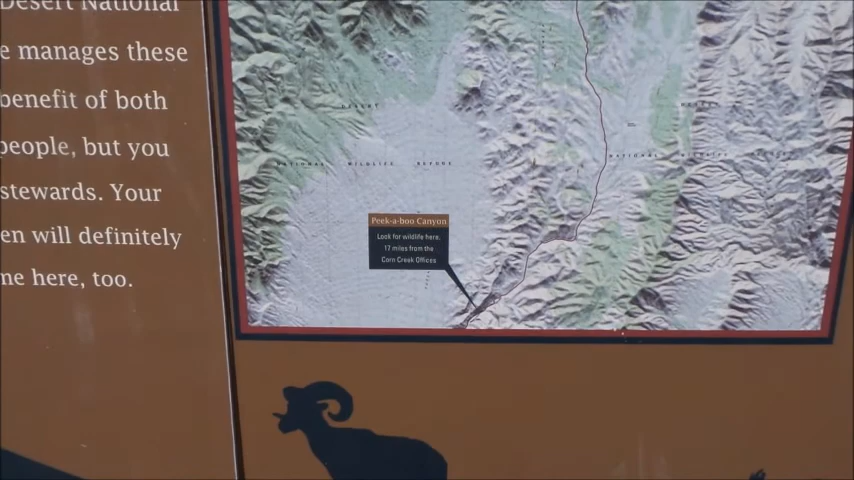 Desert National
e manages these
benefit of both
people, but you
stewards. Your
en will definitely
me here, too.
DESERT
NATIONAL WILDLIFE REFUGE
NATIONAL
Peek-a-boo Canyon
Look for wildlife here.
17 miles from the
Corn Creek Offices